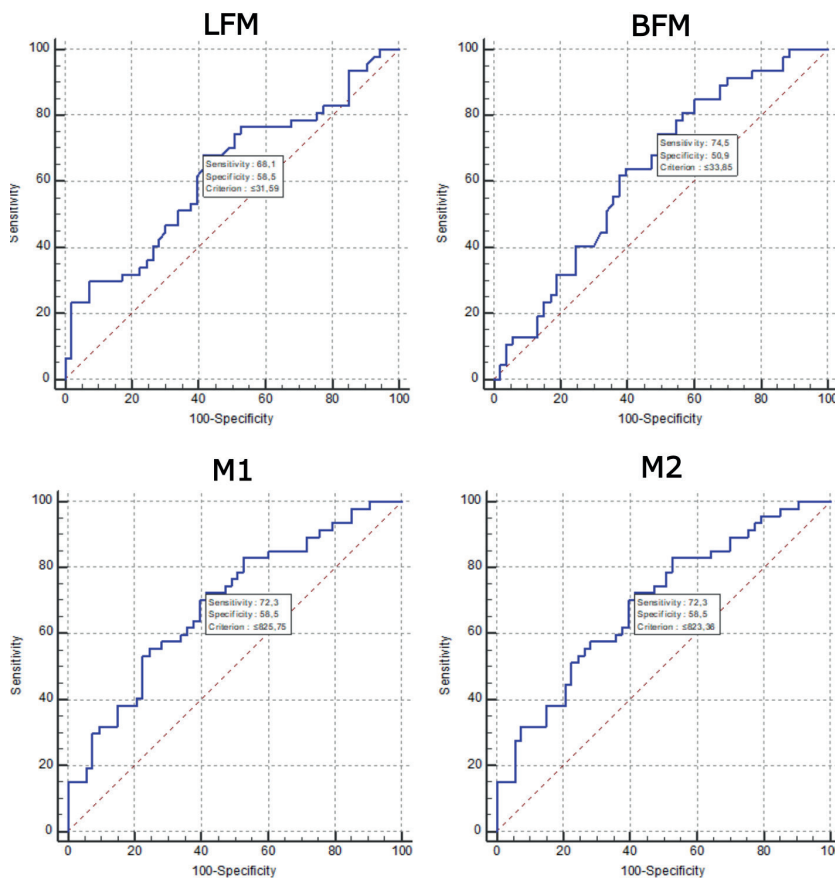 LFM
100
80
60
40
20
0
Sensitivity
Sensitivity : 68,1
Specificity : 58,5
Criterion : ≤31,59
0 20 40 60 80 100
100-Specificity
BFM
100
80
60
40
20
0
Sensitivity
Sensitivity : 74,5
Specificity : 50,9
Criterion : ≤33,85
0 20 40 60 80 100
100-Specificity
M1
100
80
60
40
20
0
Sensitivity
Sensitivity : 72,3
Specificity : 58,5
Criterion : ≤825,75
0 20 40 60 80 100
100-Specificity
M2
100
80
60
40
20
0
Sensitivity
Sensitivity : 72,3
Specificity : 58,5
Criterion : ≤823,36
0 20 40 60 80 100
100-Specificity